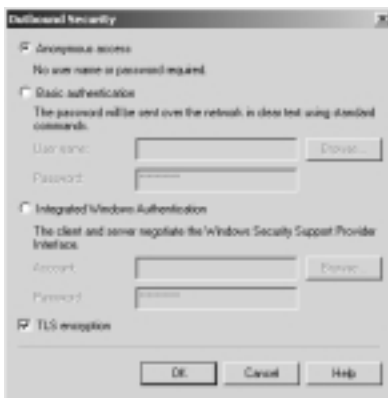 Outbound Security
Anonymous access
No user name or password required.
Basic authentication
The password will be sent over the network in clear text using standard
commands.
User name:
Browse...
Password:
Integrated Windows Authentication
The client and server negotiate the Windows Security Support Provider
Interface.
Account:
Browse...
Password:
TLS encryption
OK
Cancel
Help